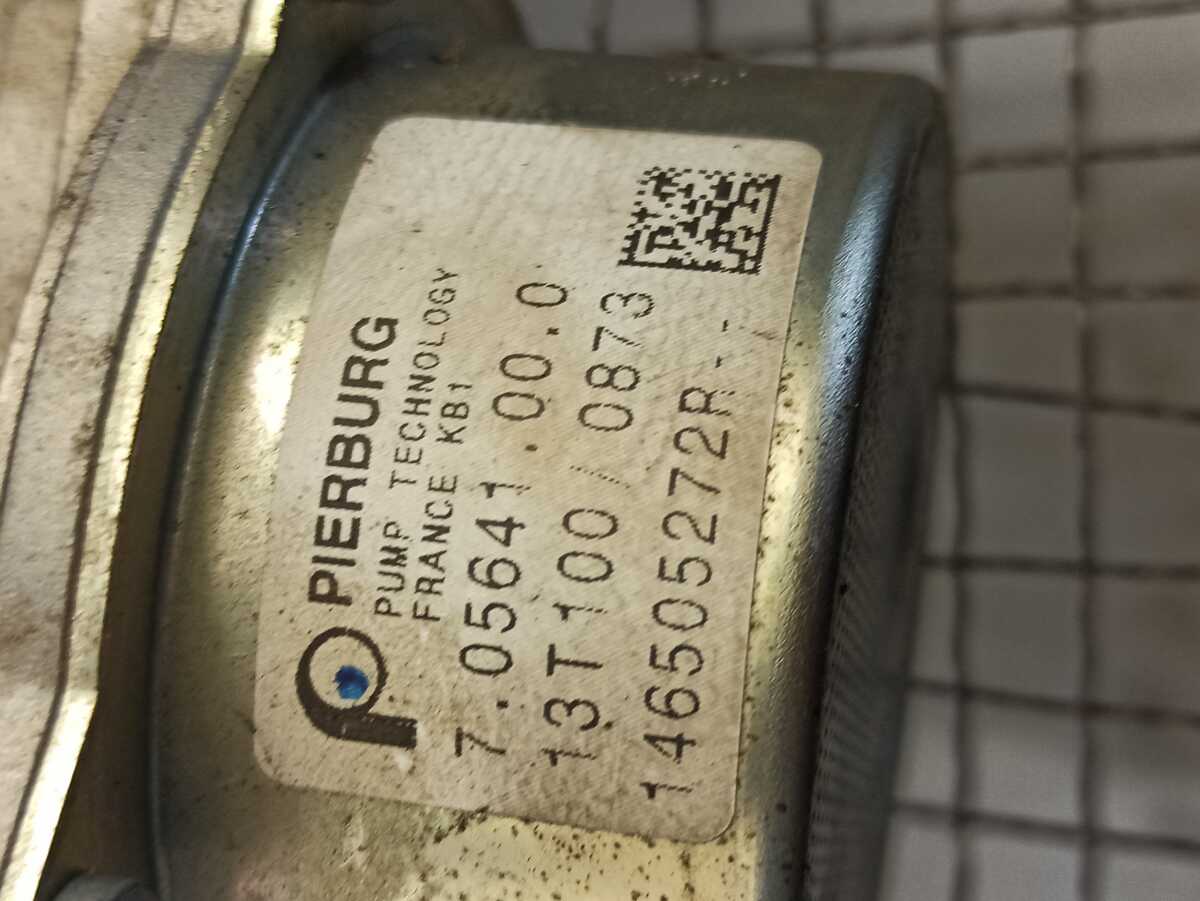 PIERBURG
PUMP TECHNOLOGY
FRANCE KB1
7.05641.00.0
13T100/0873
146505272R--